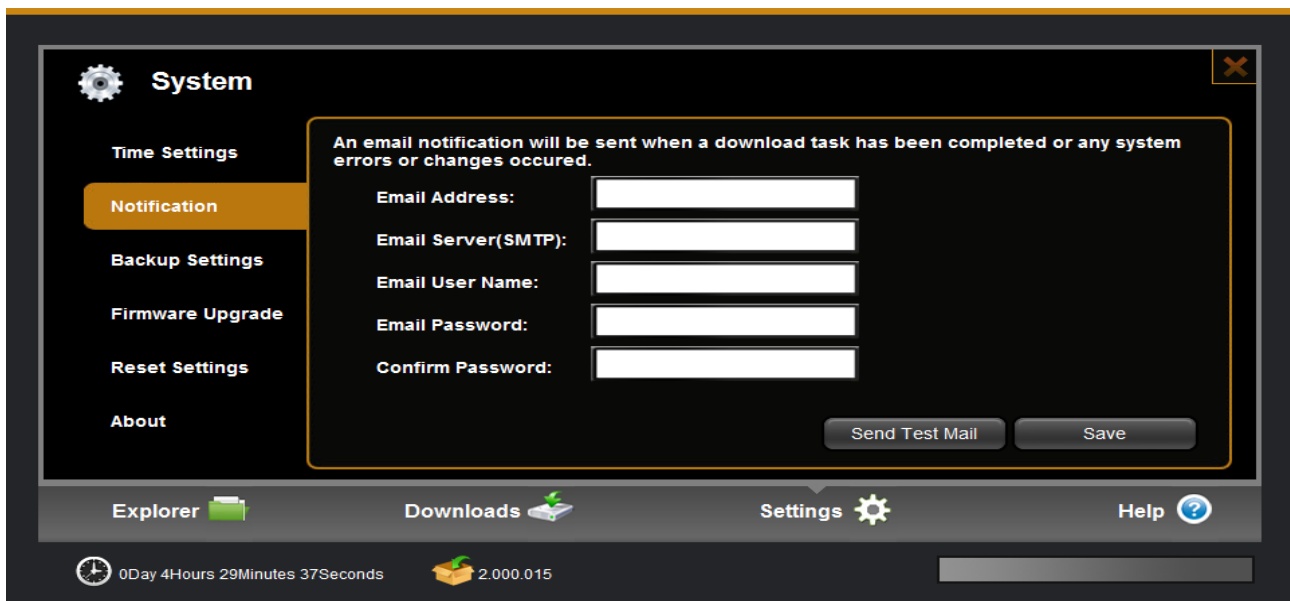 System
Time Settings
Notification
Backup Settings
Firmware Upgrade
Reset Settings
About
An email notification will be sent when a download task has been completed or any system
errors or changes occured.
Email Address:
Email Server(SMTP):
Email User Name:
Email Password:
Confirm Password:
Send Test Mail
Save
Explorer
Downloads
Settings
Help
0Day 4Hours 29Minutes 37Seconds
2.000.015